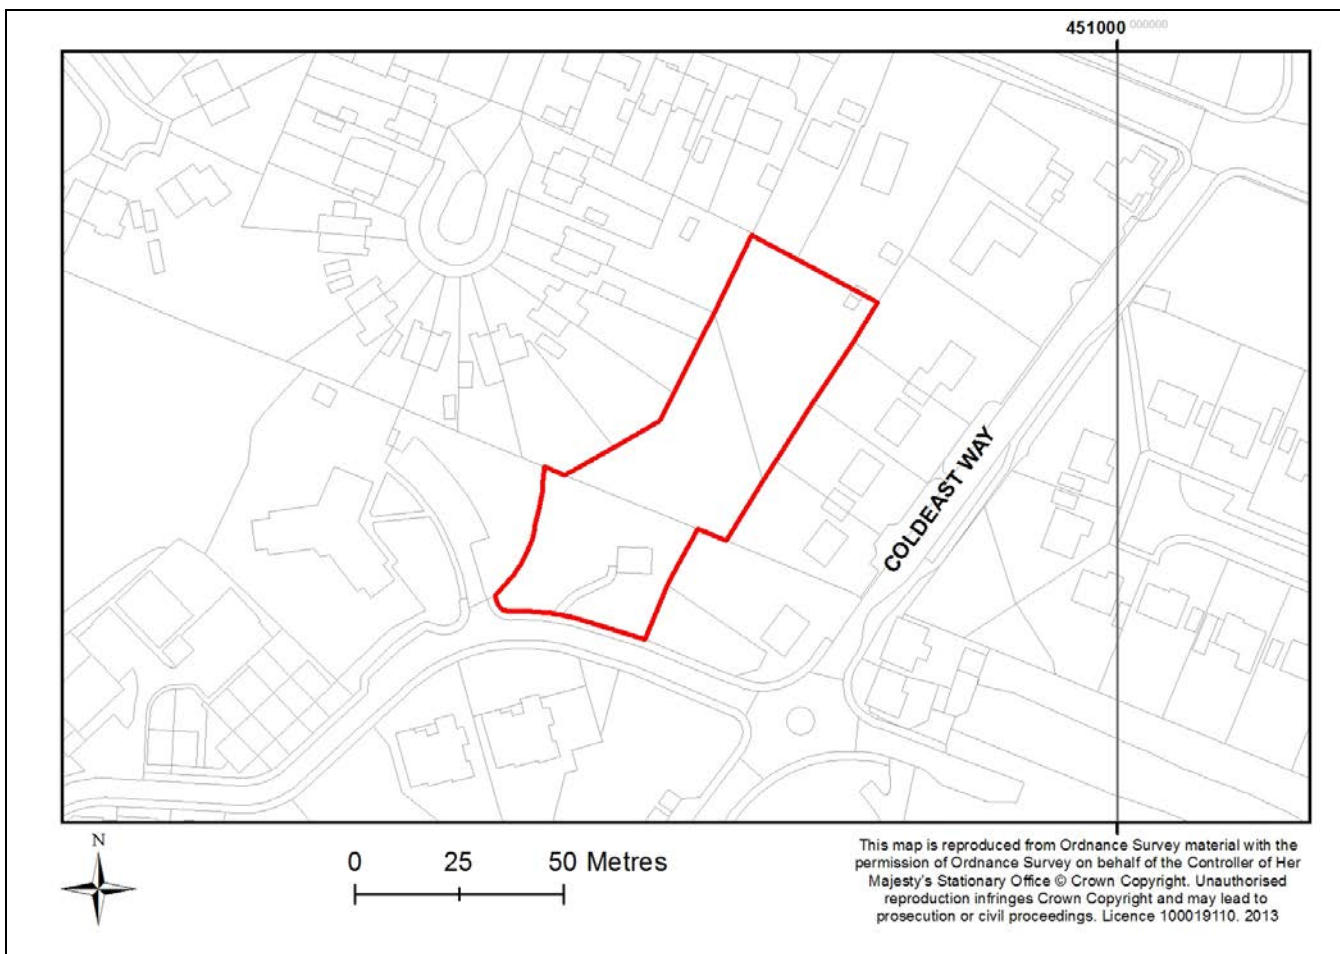 451000 000000
COLDEAST WAY
N
0 25 50 Metres
This map is reproduced from Ordnance Survey material with the
permission of Ordnance Survey on behalf of the Controller of Her
Majesty's Stationary Office © Crown Copyright. Unauthorised
reproduction infringes Crown Copyright and may lead to
prosecution or civil proceedings. Licence 100019110. 2013